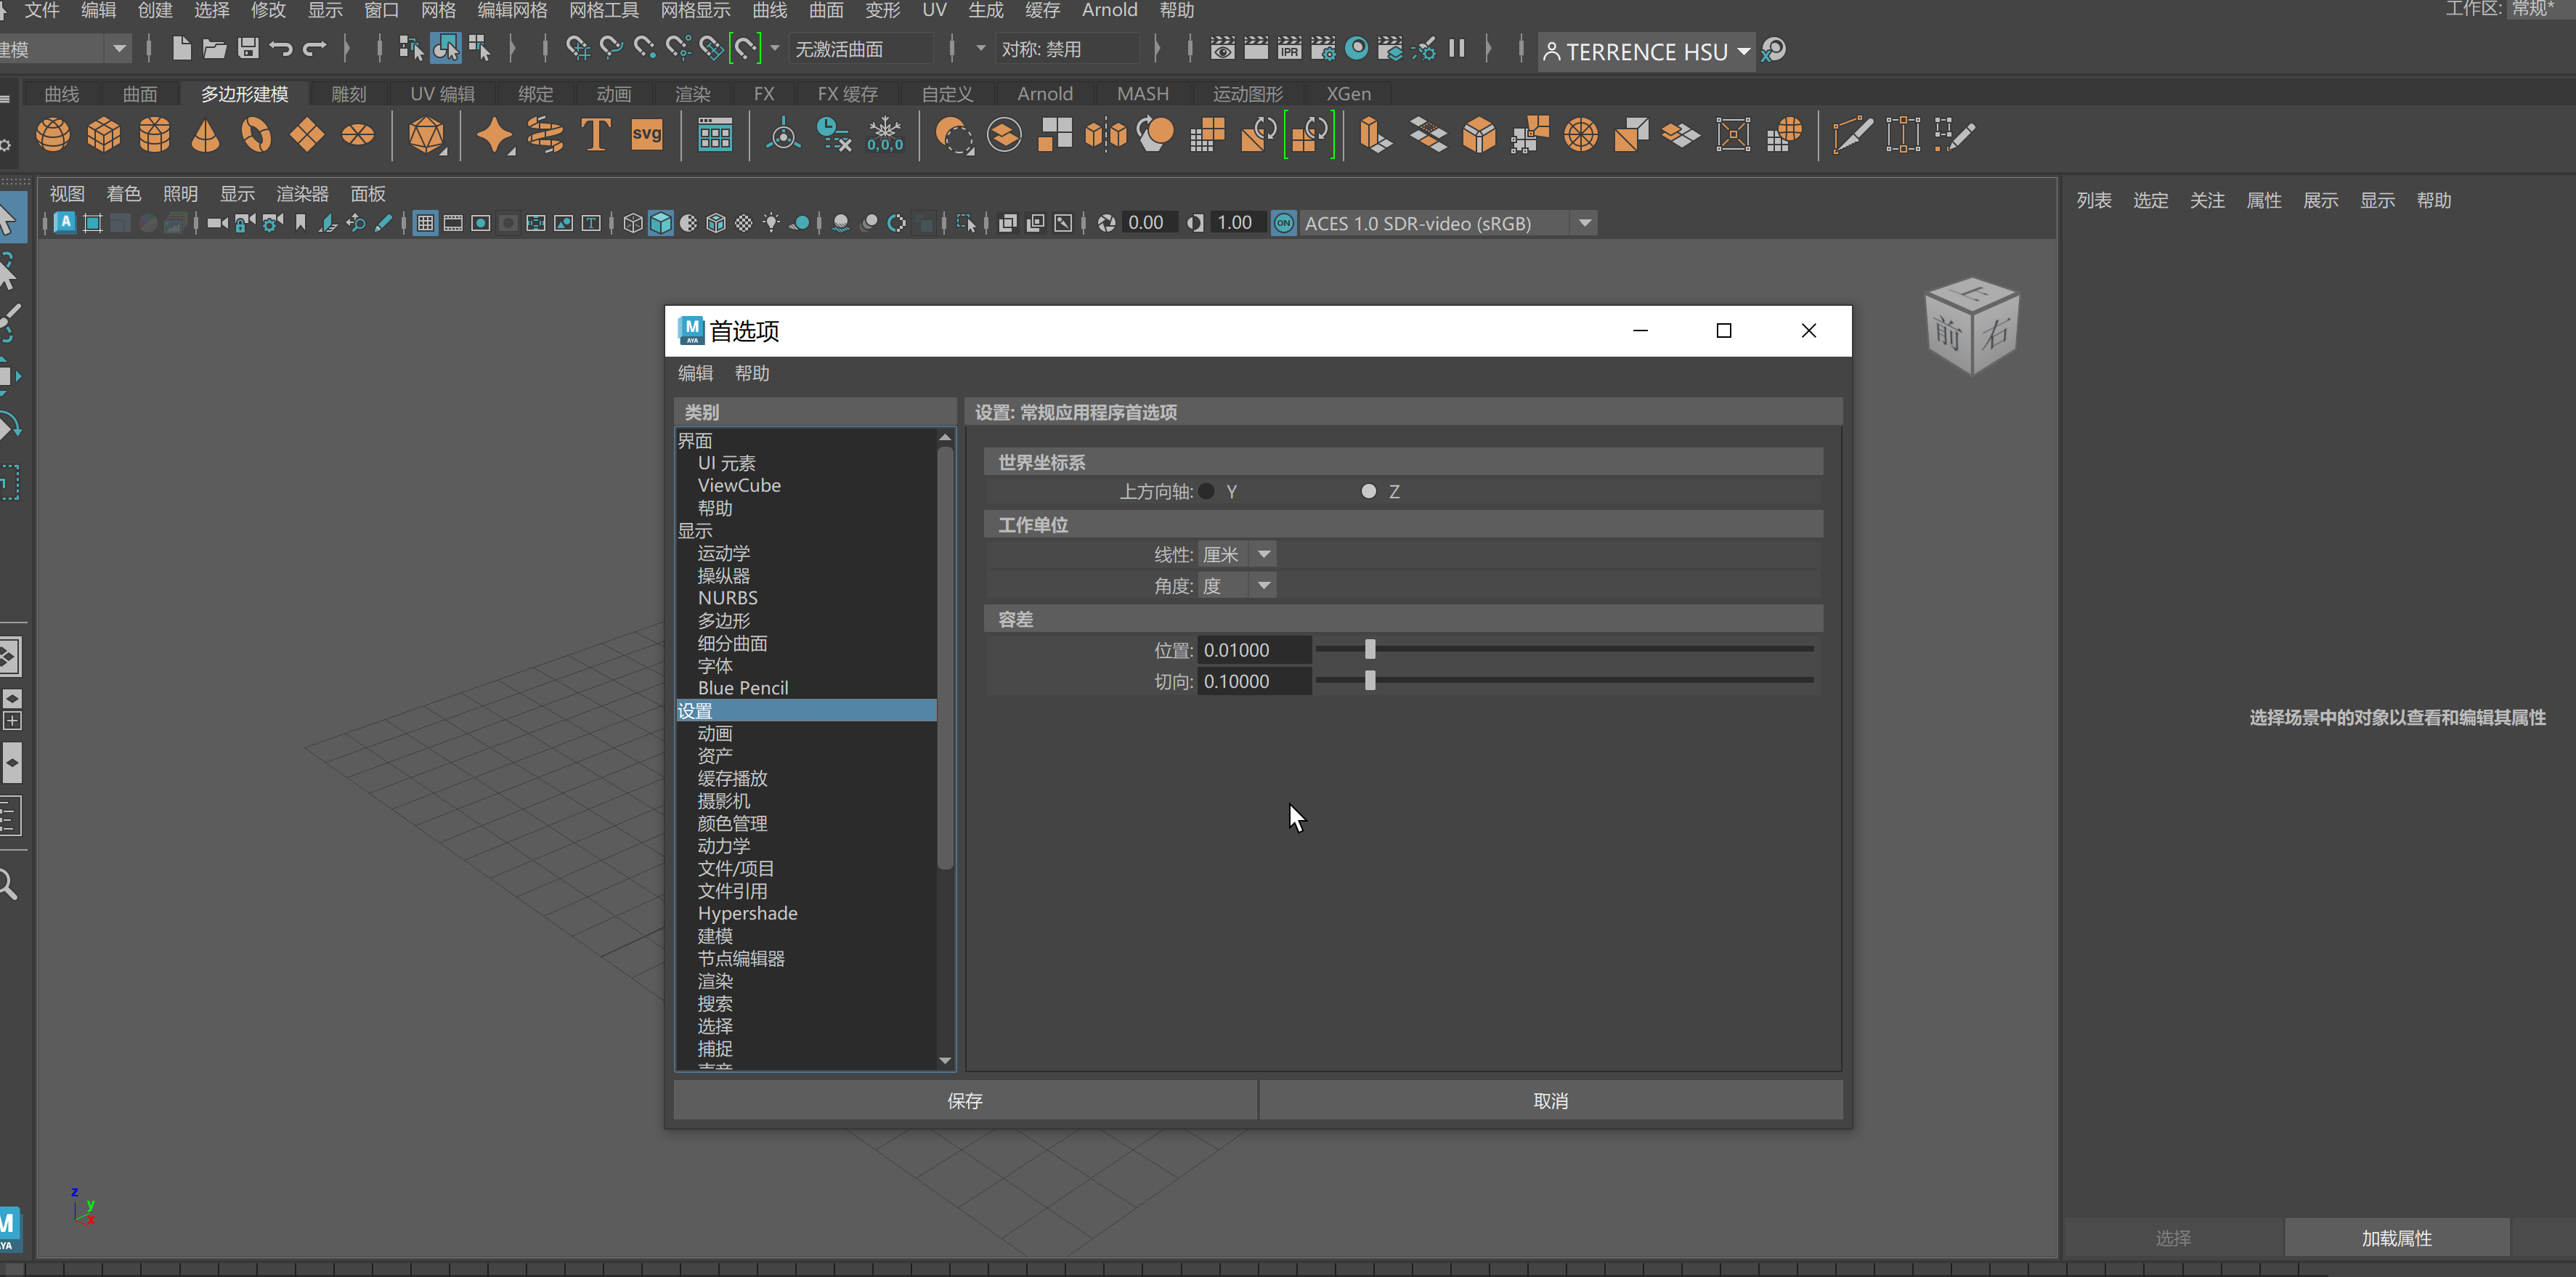 文件 编辑 创建 选择 修改 显示 窗口 网格 编辑网格 网格工具 网格显示 曲线 曲面 变形 UV 生成 缓存 Arnold 帮助 工作区: 常规*
建模 无激活曲面 对称: 禁用 IPR TERRENCE HSU
曲线 曲面 多边形建模 雕刻 UV 编辑 绑定 动画 渲染 FX FX 缓存 自定义 Arnold MASH 运动图形 XGen
T svg 0,0,0
视图 着色 照明 显示 渲染器 面板
列表 选定 关注 属性 展示 显示 帮助
0.00 1.00 ON ACES 1.0 SDR-video (sRGB)
上
前 右
M AYA 首选项
编辑 帮助
类别
设置: 常规应用程序首选项
界面
UI 元素
ViewCube
帮助
显示
运动学
操纵器
NURBS
多边形
细分曲面
字体
Blue Pencil
设置
动画
资产
缓存播放
摄影机
颜色管理
动力学
文件/项目
文件引用
Hypershade
建模
节点编辑器
渲染
搜索
选择
捕捉
世界坐标系
上方向轴: Y Z
工作单位
线性: 厘米
角度: 度
容差
位置: 0.01000
切向: 0.10000
保存 取消
选择场景中的对象以查看和编辑其属性
z
y
x
M
AYA
选择 加载属性